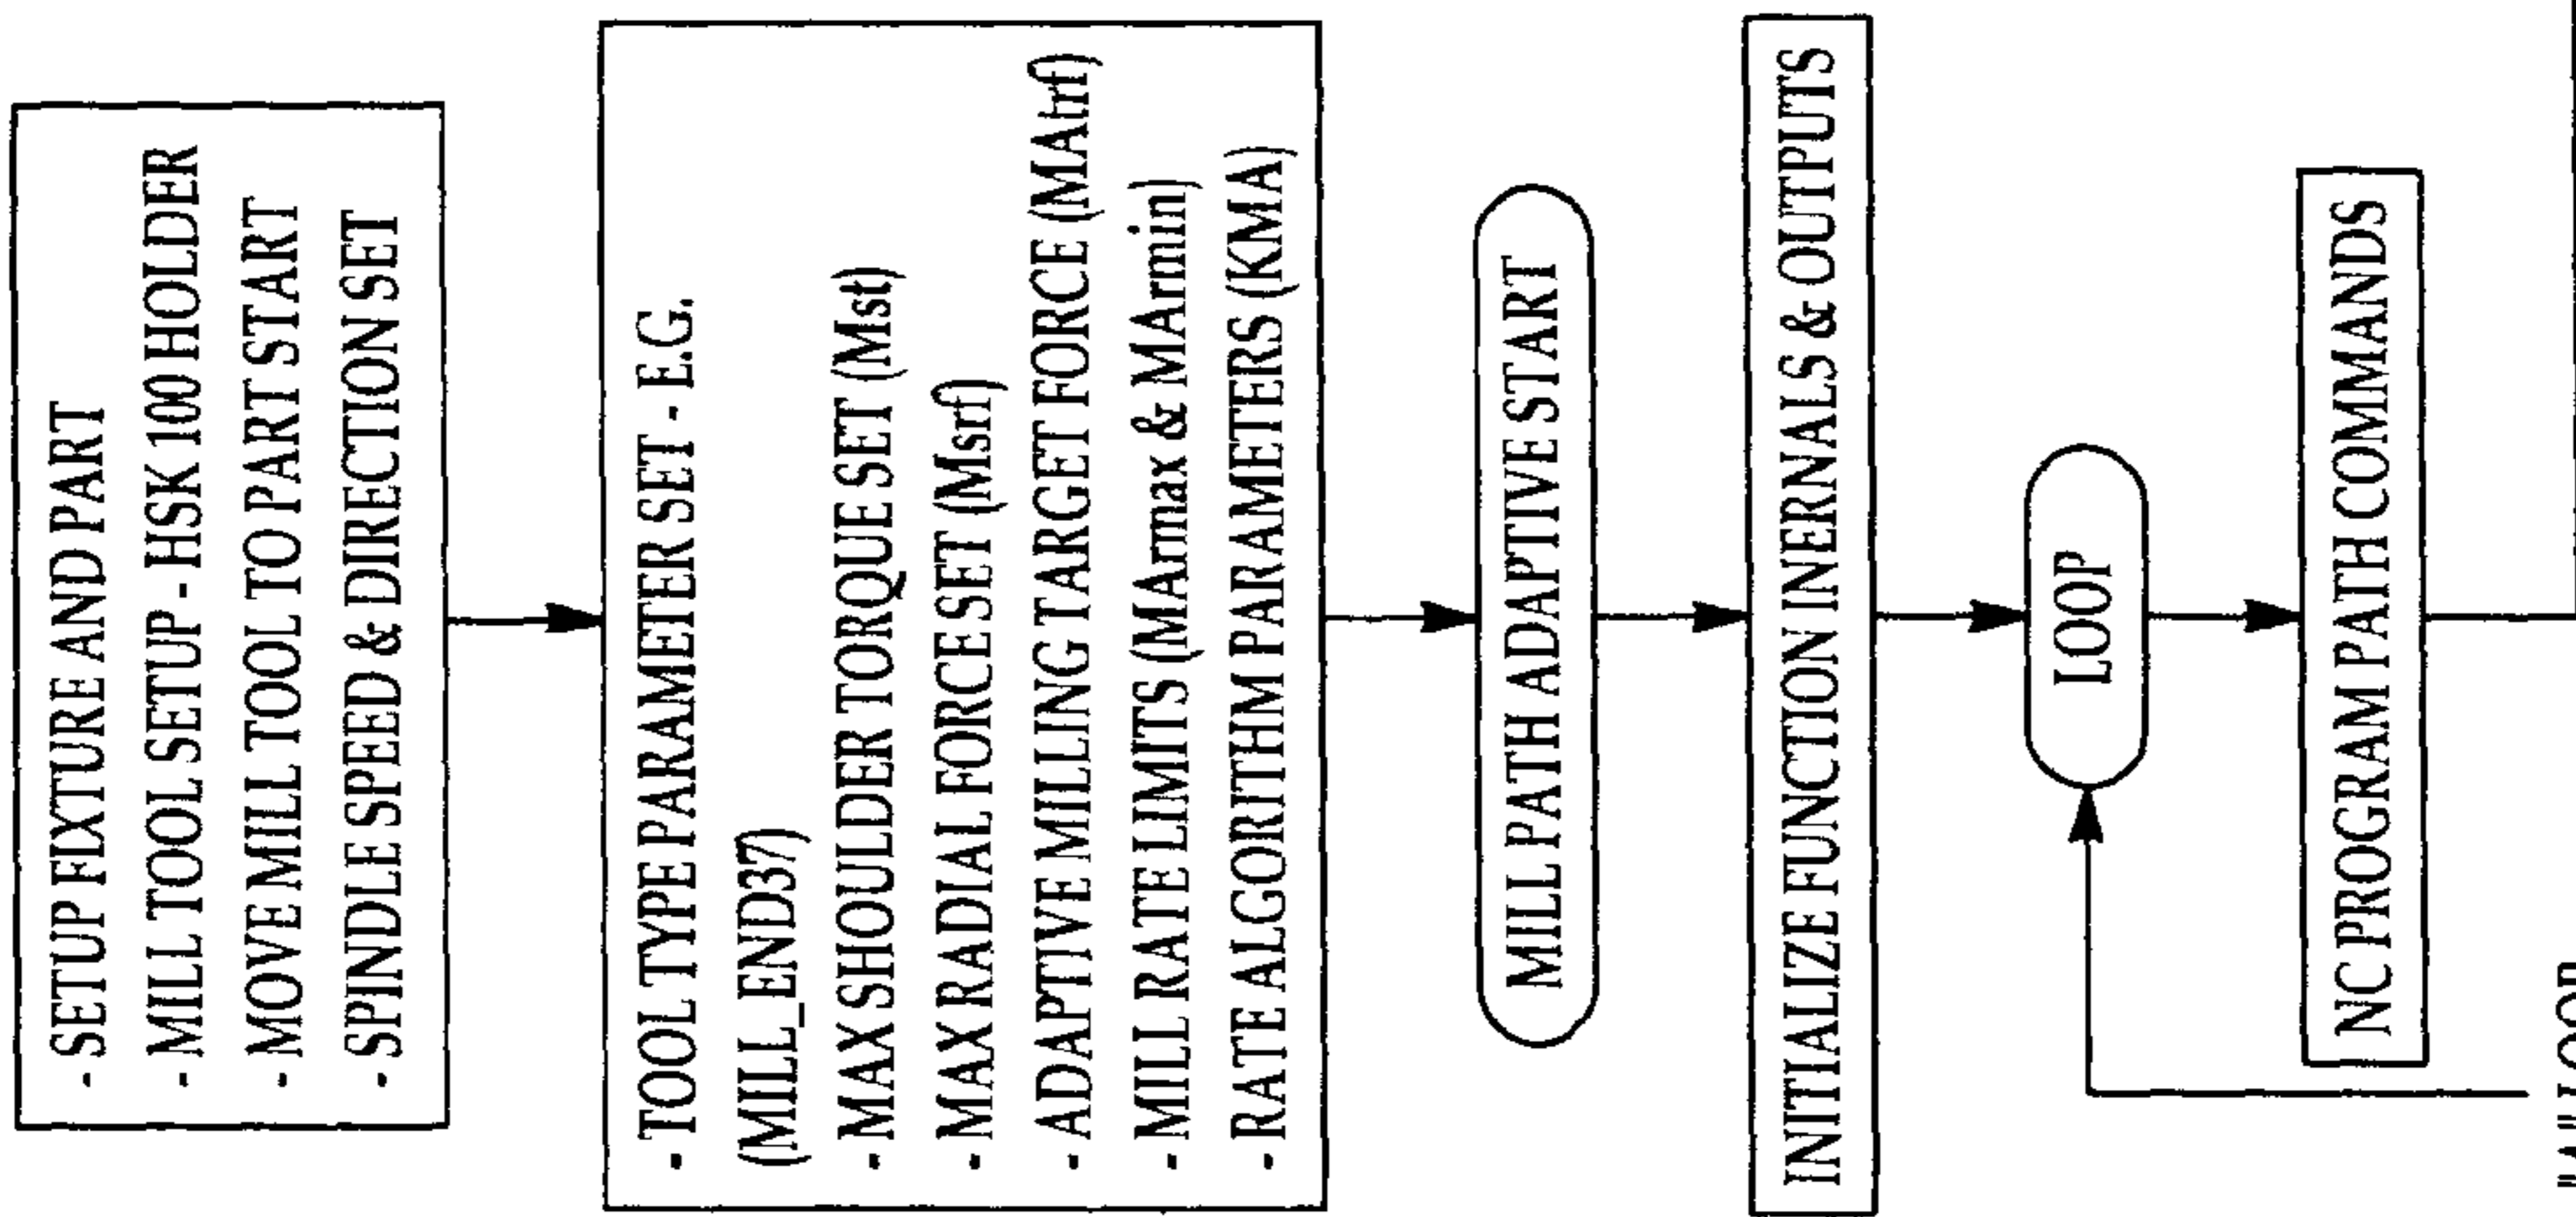 - SETUP FIXTURE AND PART
- MILL TOOL SETUP - HSK 100 HOLDER
- MOVE MILL TOOL TO PART START
- SPINDLE SPEED & DIRECTION SET
- TOOL TYPE PARAMETER SET - E.G.
(MILL_END37)
- MAX SHOULDER TORQUE SET (Mst)
- MAX RADIAL FORCE SET (Msrf)
- ADAPTIVE MILLING TARGET FORCE (MAtrf)
- MILL RATE LIMITS (MArmax & MArmin)
- RATE ALGORITHM PARAMETERS (KMA)
MILL PATH ADAPTIVE START
INITIALIZE FUNCTION INERNALS & OUTPUTS
LOOP
NC PROGRAM PATH COMMANDS